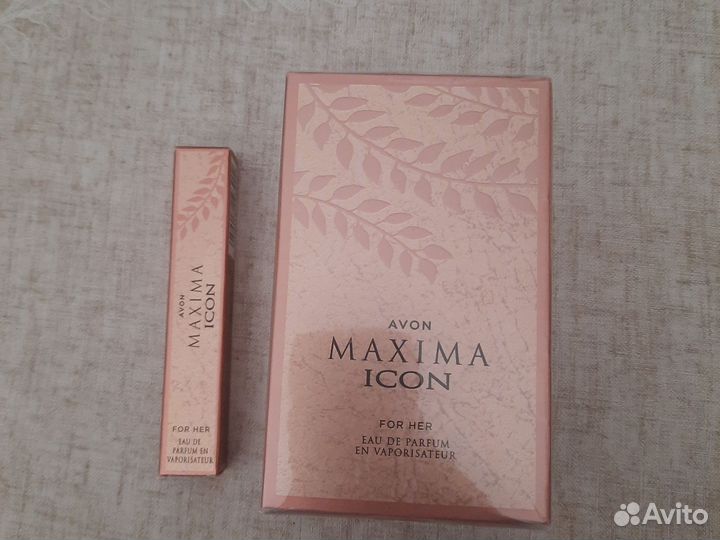 AVON
MAXIMA
ICON
FOR HER
EAU DE
PARFUM EN
VAPORISATEUR
AVON
MAXIMA
ICON
FOR HER
EAU DE PARFUM
EN VAPORISATEUR
Avito